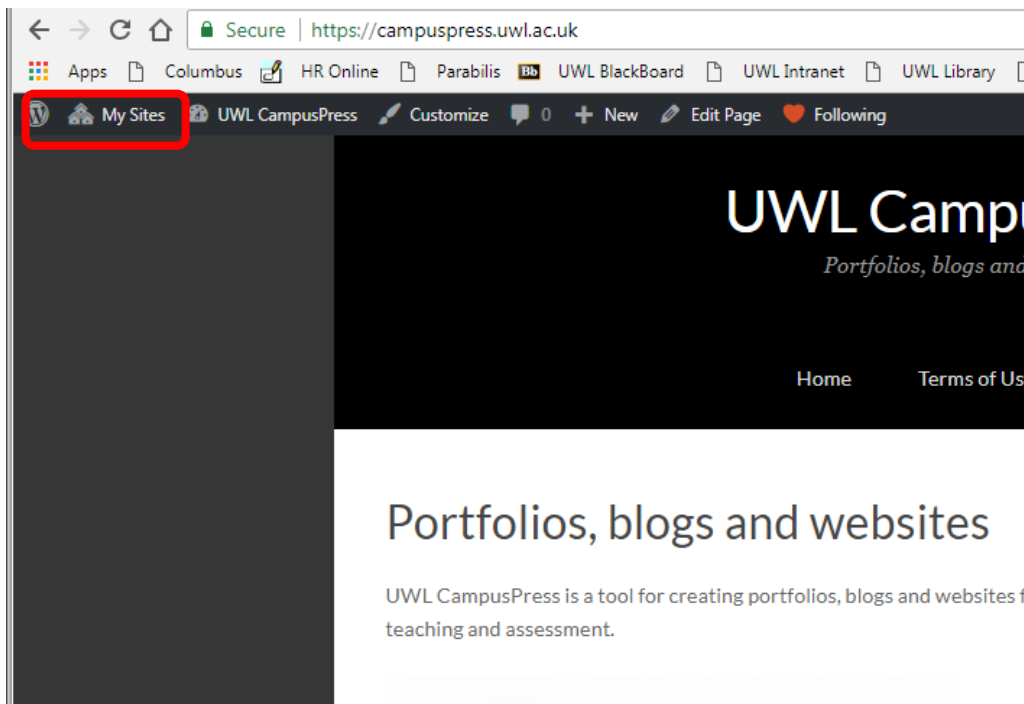 Secure | https://campuspress.uwl.ac.uk
Apps Columbus HR Online Parabilis Bb UWL BlackBoard UWL Intranet UWL Library
My Sites UWL CampusPress Customize 0 + New Edit Page Following
UWL Campu
Portfolios, blogs and
Home Terms of Us
Portfolios, blogs and websites
UWL CampusPress is a tool for creating portfolios, blogs and websites f
teaching and assessment.